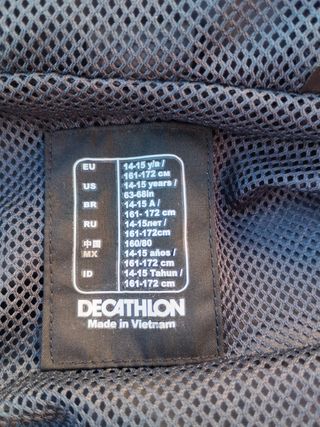 EU 14-15 y/a /
161-172 см
US 14-15 years /
63-68in
BR 14-15 A /
161-172 cm
RU 14-15лет /
161-172cm
中國 160/80
MX 14-15 años /
161-172 cm
ID 14-15 Tahun /
161-172 cm
DECATHLON
Made in Vietnam